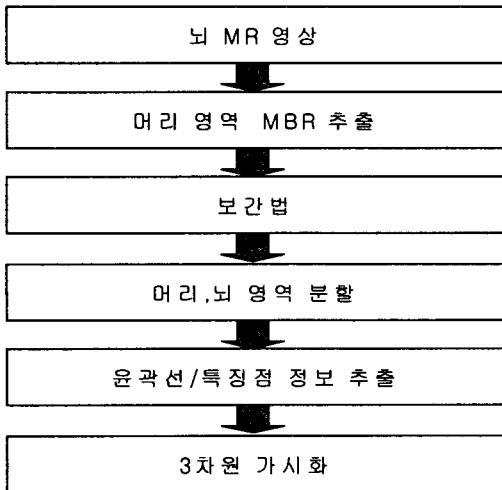 뇌 MR 영상
머리 영역 MBR 추출
보간법
머리,뇌 영역 분할
윤곽선/특징점 정보 추출
3차원 가시화